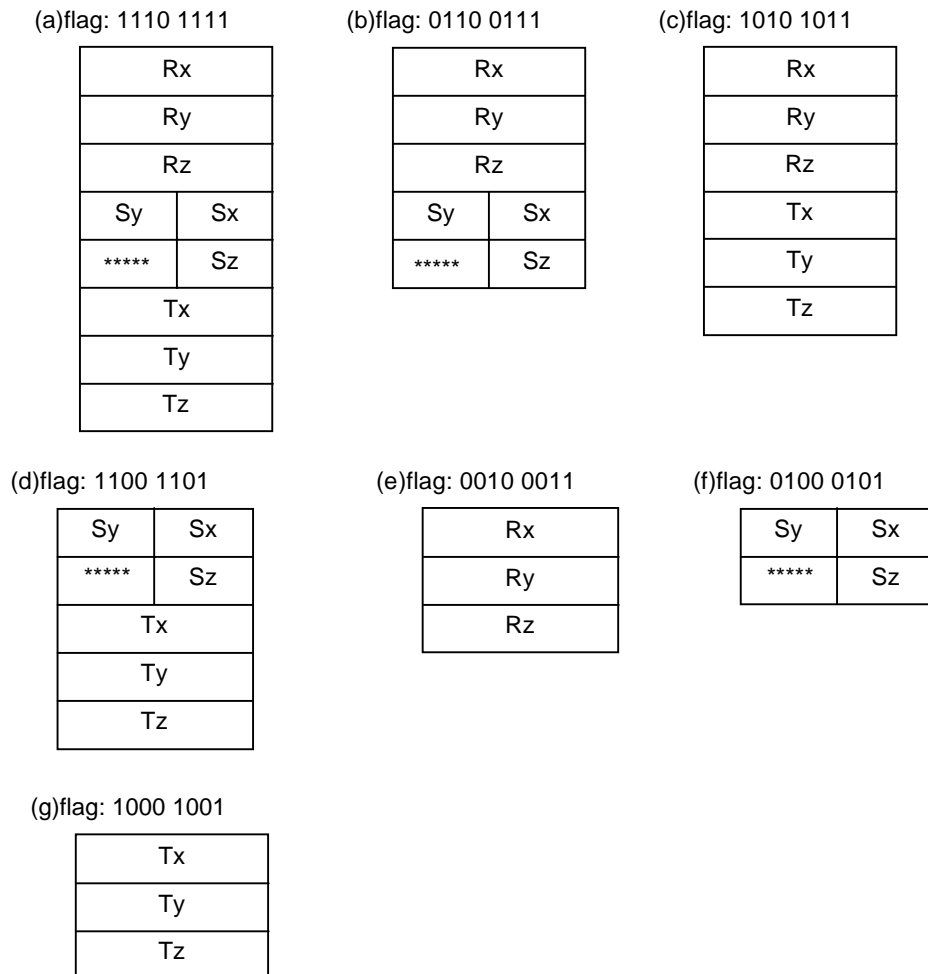 (a)flag: 1110 1111
Rx
Ry
Rz
Sy Sx
***** Sz
Tx
Ty
Tz
(b)flag: 0110 0111
Rx
Ry
Rz
Sy Sx
***** Sz
(c)flag: 1010 1011
Rx
Ry
Rz
Tx
Ty
Tz
(d)flag: 1100 1101
Sy Sx
***** Sz
Tx
Ty
Tz
(e)flag: 0010 0011
Rx
Ry
Rz
(f)flag: 0100 0101
Sy Sx
***** Sz
(g)flag: 1000 1001
Tx
Ty
Tz